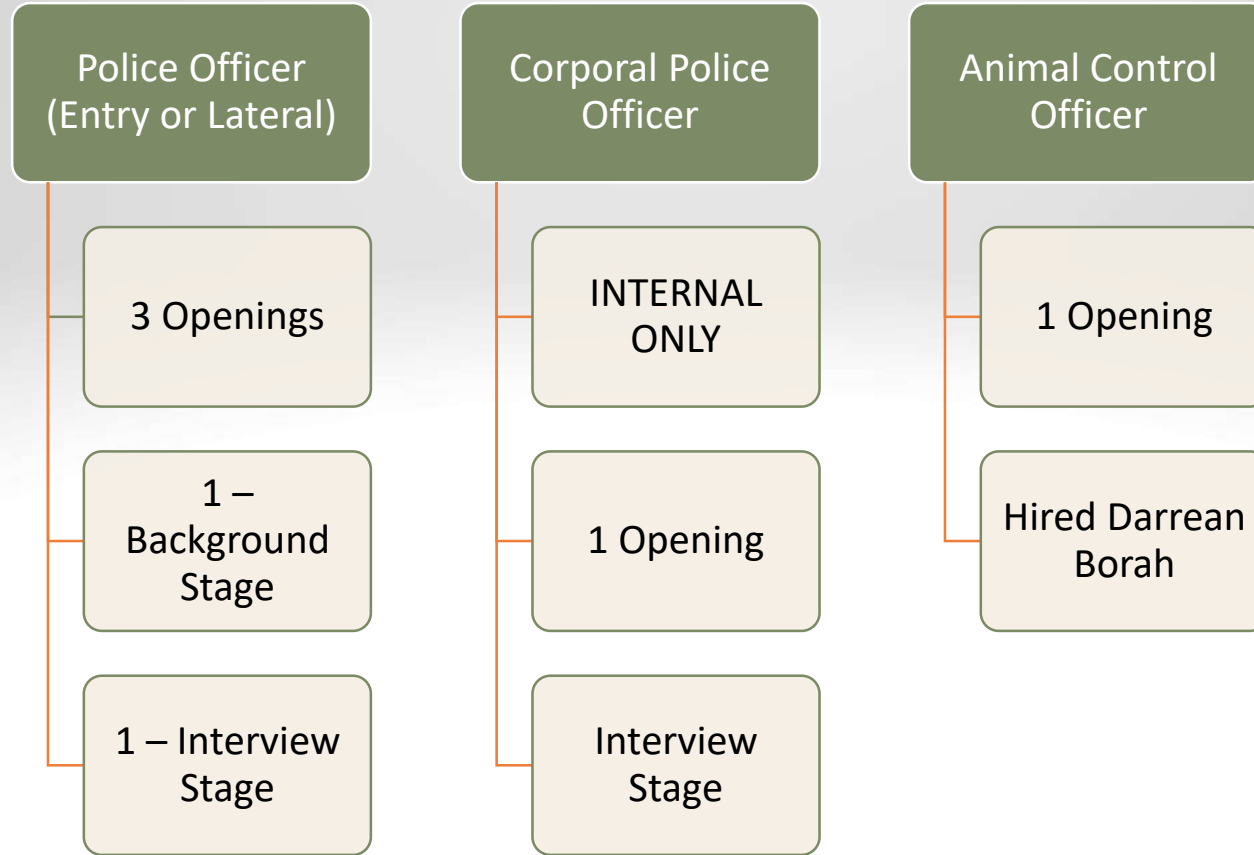 Police Officer
(Entry or Lateral)
3 Openings
1 –
Background
Stage
1 – Interview
Stage
Corporal Police
Officer
INTERNAL
ONLY
1 Opening
Interview
Stage
Animal Control
Officer
1 Opening
Hired Darrean
Borah